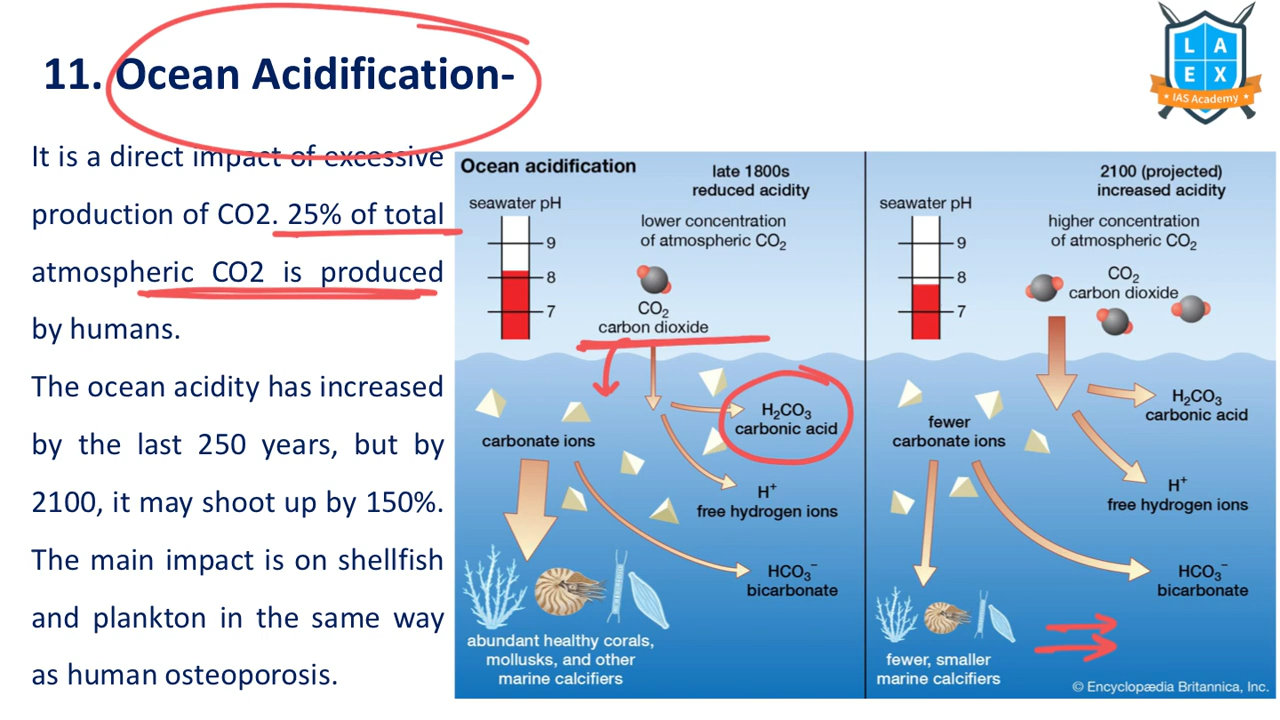 11. Ocean Acidification-
L A
E X
IAS Academy
It is a direct impact of excessive
production of CO2. 25% of total
atmospheric CO2 is produced
by humans.
The ocean acidity has increased
by the last 250 years, but by
2100, it may shoot up by 150%.
The main impact is on shellfish
and plankton in the same way
as human osteoporosis.
Ocean acidification
late 1800s
reduced acidity
seawater pH
lower concentration
of atmospheric CO₂
9
8
7
CO₂
carbon dioxide
carbonate ions
H₂CO₃
carbonic acid
H⁺
free hydrogen ions
HCO₃⁻
bicarbonate
abundant healthy corals,
mollusks, and other
marine calcifiers
2100 (projected)
increased acidity
seawater pH
higher concentration
of atmospheric CO₂
9
8
7
CO₂
carbon dioxide
fewer
carbonate ions
H₂CO₃
carbonic acid
H⁺
free hydrogen ions
HCO₃⁻
bicarbonate
fewer, smaller
marine calcifiers
© Encyclopædia Britannica, Inc.